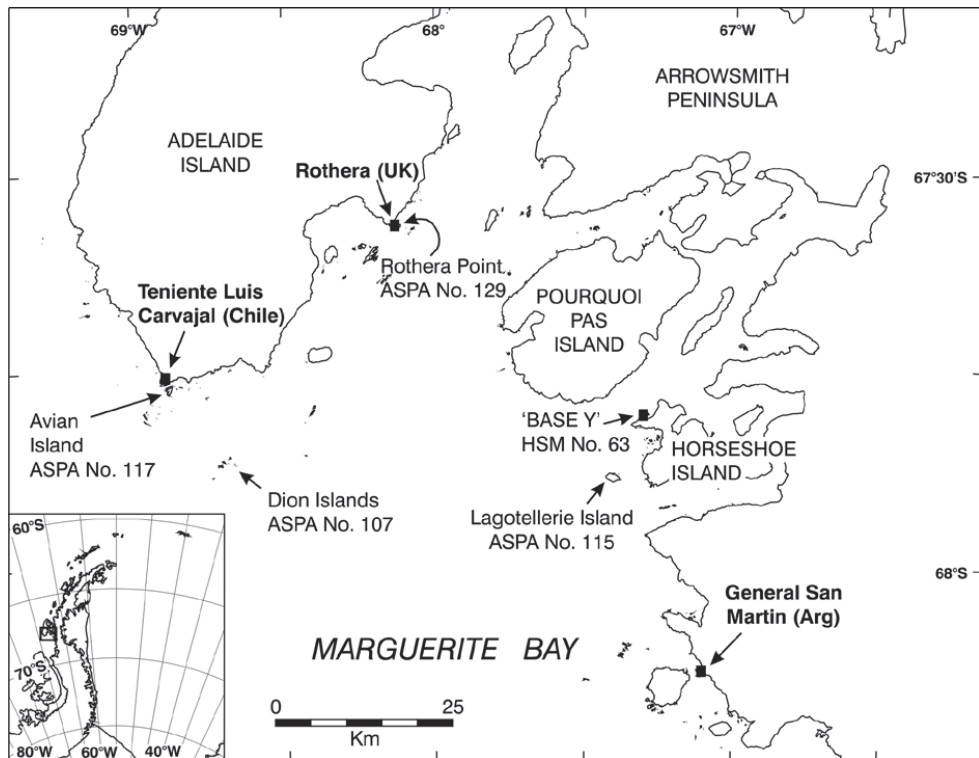 69°W
68°
67°W
ARROWSMITH
PENINSULA
ADELAIDE
ISLAND
Rothera (UK)
67°30'S
Rothera Point
ASPA No. 129
Teniente Luis
Carvajal (Chile)
POURQUOI
PAS
ISLAND
Avian
Island
ASPA No. 117
'BASE Y'
HSM No. 63
HORSESHOE
ISLAND
Dion Islands
ASPA No. 107
Lagotellerie Island
ASPA No. 115
68°S
General San
Martin (Arg)
MARGUERITE BAY
0 25
Km
60°S
70°S
80°W 60°W 40°W